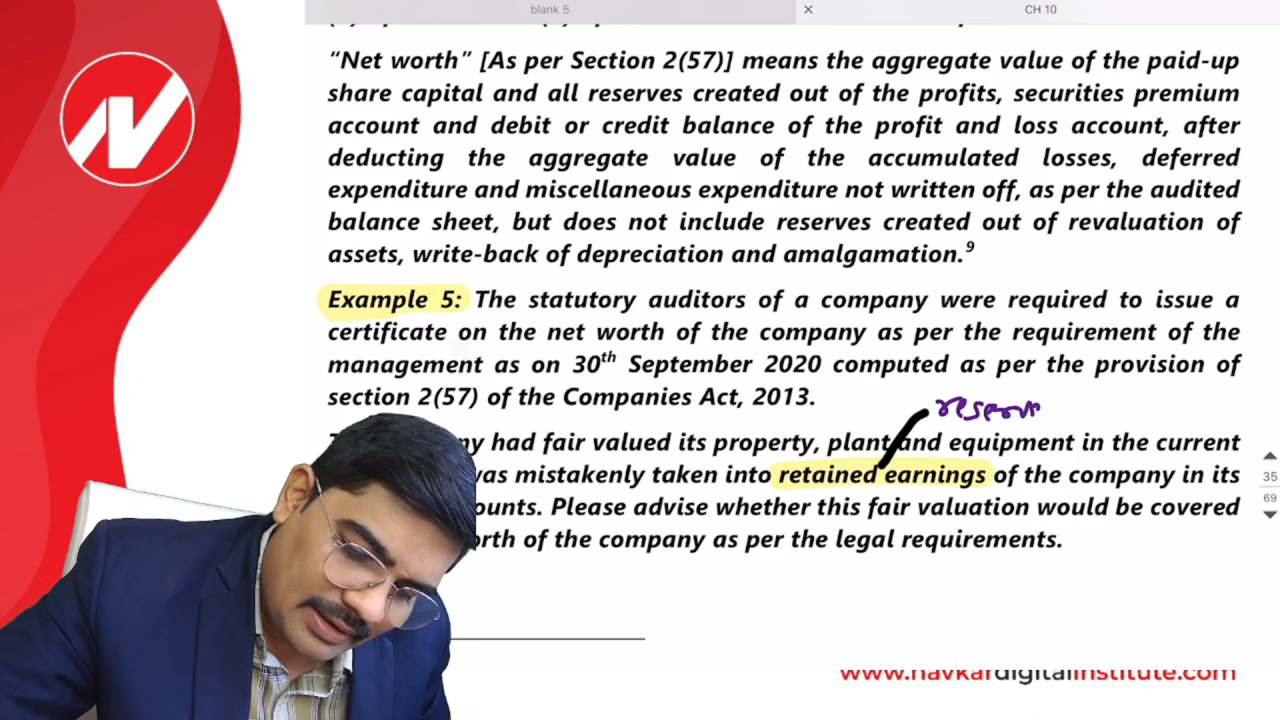 blank 5
CH 10
“Net worth” [As per Section 2(57)] means the aggregate value of the paid-up
share capital and all reserves created out of the profits, securities premium
account and debit or credit balance of the profit and loss account, after
deducting the aggregate value of the accumulated losses, deferred
expenditure and miscellaneous expenditure not written off, as per the audited
balance sheet, but does not include reserves created out of revaluation of
assets, write-back of depreciation and amalgamation.9
Example 5: The statutory auditors of a company were required to issue a
certificate on the net worth of the company as per the requirement of the
management as on 30th September 2020 computed as per the provision of
section 2(57) of the Companies Act, 2013.
had fair valued its property, plant and equipment in the current
was mistakenly taken into retained earnings of the company in its
Please advise whether this fair valuation would be covered
of the company as per the legal requirements.
35
69
www.navkardigitalinstitute.com